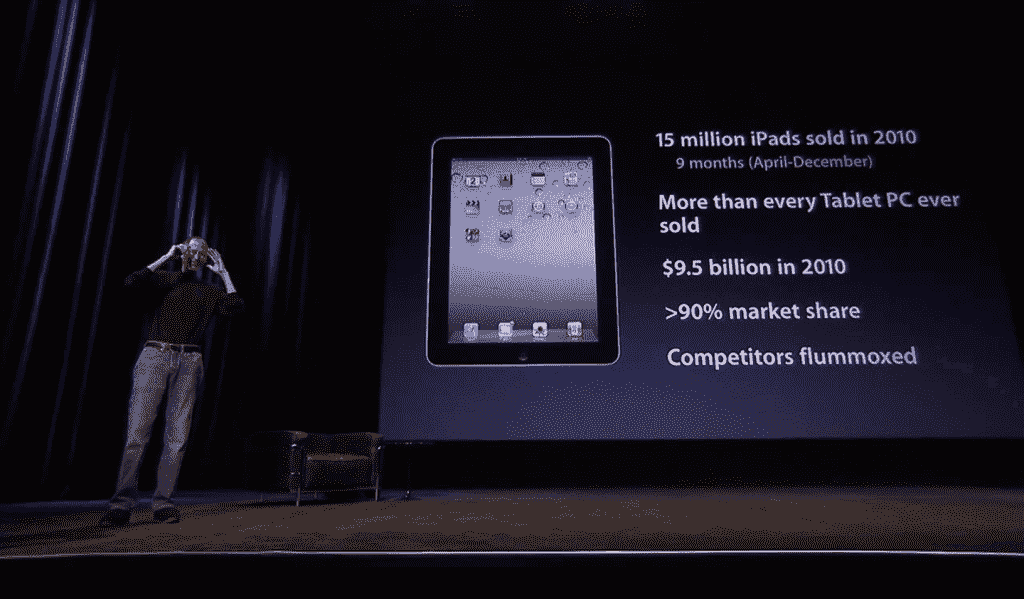 15 million iPads sold in 2010
9 months (April-December)
More than every Tablet PC ever
sold
$9.5 billion in 2010
>90% market share
Competitors flummoxed